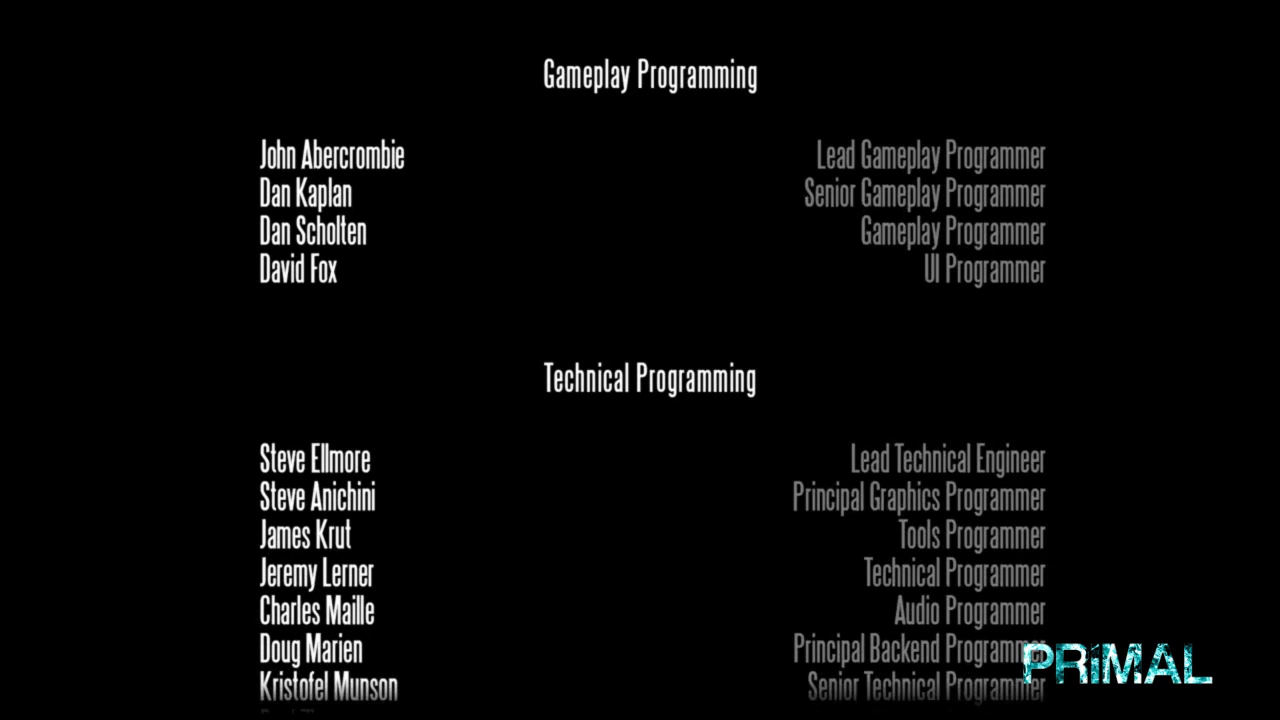 Gameplay Programming
John Abercrombie Lead Gameplay Programmer
Dan Kaplan Senior Gameplay Programmer
Dan Scholten Gameplay Programmer
David Fox UI Programmer
Technical Programming
Steve Ellmore Lead Technical Engineer
Steve Anichini Principal Graphics Programmer
James Krut Tools Programmer
Jeremy Lerner Technical Programmer
Charles Maille Audio Programmer
Doug Marien Principal Backend Programmer
Kristofel Munson Senior Technical Programmer
PRiMAL